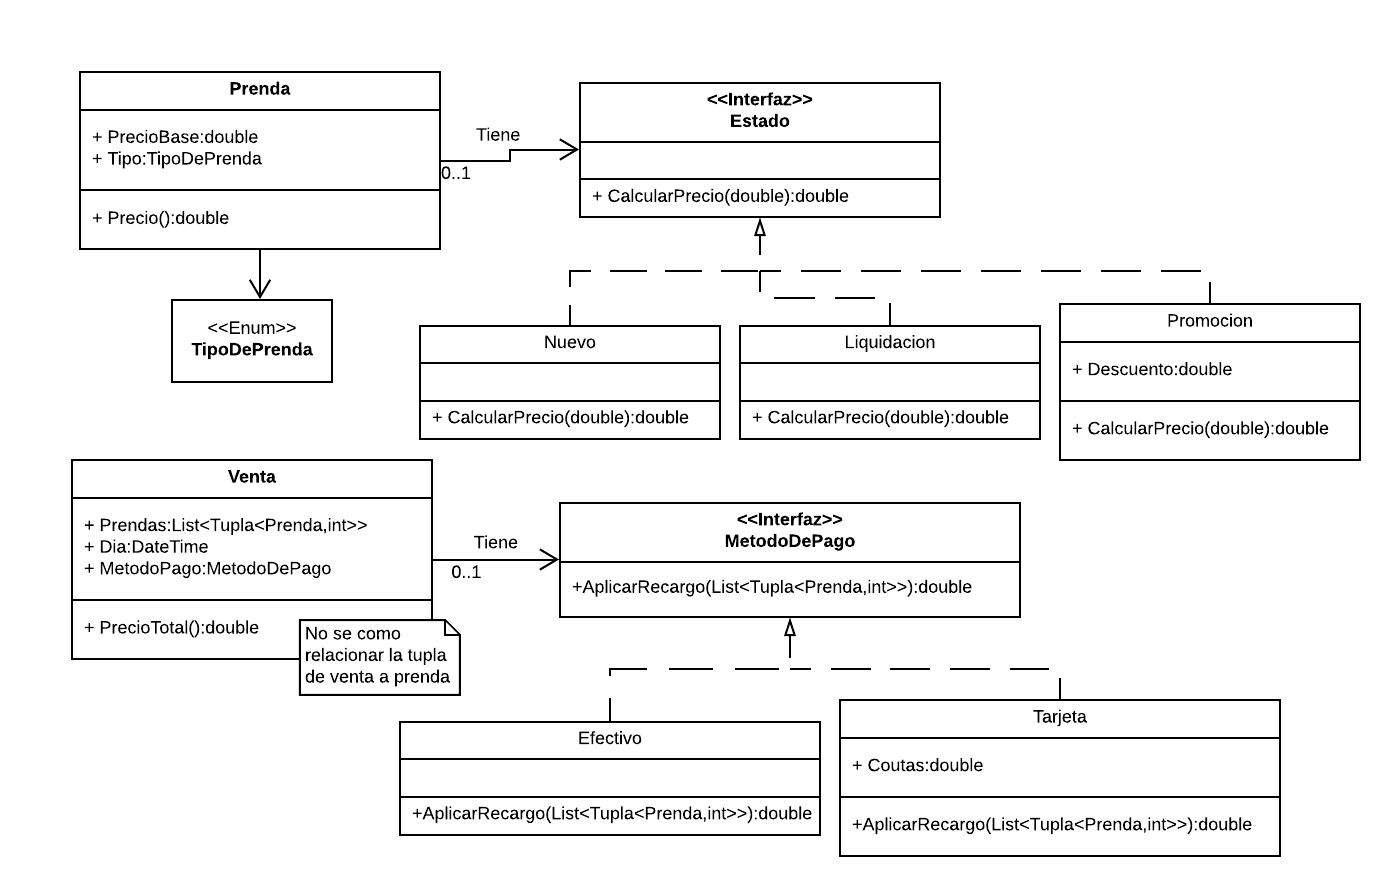 Prenda
+ PrecioBase:double
+ Tipo:TipoDePrenda
+ Precio():double
Tiene
0..1
<<Interfaz>>
Estado
+ CalcularPrecio(double):double
<<Enum>>
TipoDePrenda
Nuevo
+ CalcularPrecio(double):double
Liquidacion
+ CalcularPrecio(double):double
Promocion
+ Descuento:double
+ CalcularPrecio(double):double
Venta
+ Prendas:List<Tupla<Prenda,int>>
+ Dia:DateTime
+ MetodoPago:MetodoDePago
+ PrecioTotal():double
No se como
relacionar la tupla
de venta a prenda
Tiene
0..1
<<Interfaz>>
MetodoDePago
+AplicarRecargo(List<Tupla<Prenda,int>>):double
Efectivo
+AplicarRecargo(List<Tupla<Prenda,int>>):double
Tarjeta
+ Coutas:double
+AplicarRecargo(List<Tupla<Prenda,int>>):double